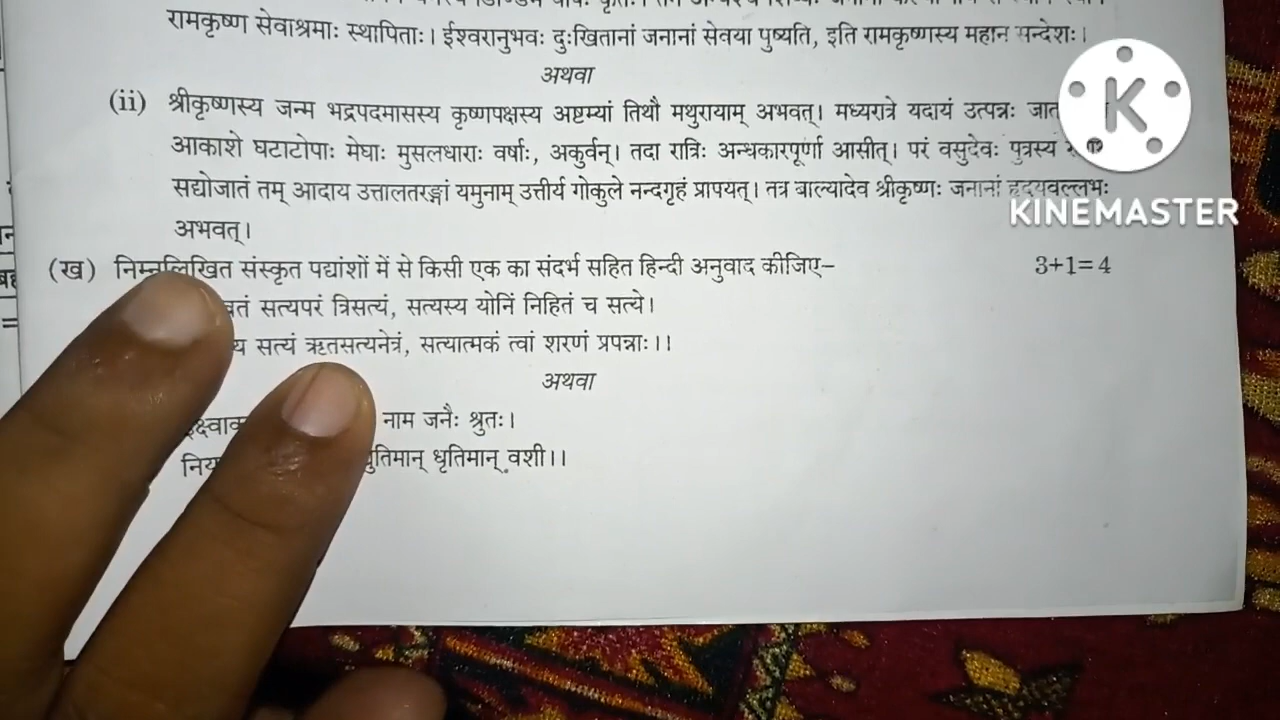 रामकृष्ण सेवाश्रमाः स्थापिताः। ईश्वरानुभवः दुःखितानां जनानां सेवया पुष्यति, इति रामकृष्णस्य महान सन्देशः।
अथवा
(ii) श्रीकृष्णस्य जन्म भद्रपदमासस्य कृष्णपक्षस्य अष्टम्यां तिथौ मथुरायाम् अभवत्। मध्यरात्रे यदायं उत्पन्नः
आकाशे घटाटोपाः मेघाः मुसलधाराः वर्षाः, अकुर्वन्। तदा रात्रिः अन्धकारपूर्णा आसीत्। परं वसुदेवः पुत्रस्य
सद्योजातं तम् आदाय उत्तालतरङ्गां यमुनाम् उत्तीर्य गोकुले नन्दगृहं प्रापयत्। तत्र बाल्यादेव श्रीकृष्णः जनानां हृदयवल्लभः
अभवत्।
(ख) निम्नलिखित संस्कृत पद्यांशों में से किसी एक का संदर्भ सहित हिन्दी अनुवाद कीजिए– 3+1=4
सत्यपरं त्रिसत्यं, सत्यस्य योनिं निहितं च सत्ये।
सत्यं ऋतसत्यनेत्रं, सत्यात्मकं त्वां शरणं प्रपन्नाः।।
अथवा
नाम जनैः श्रुतः।
धृतिमान् वशी।।
K
KINEMASTER